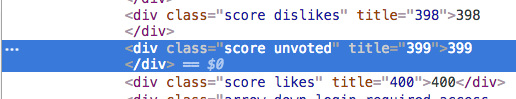 </div>
<div class="score dislikes" title="398">398
</div>
… <div class="score unvoted" title="399">399
</div> == $0
<div class="score likes" title="400">400</div>